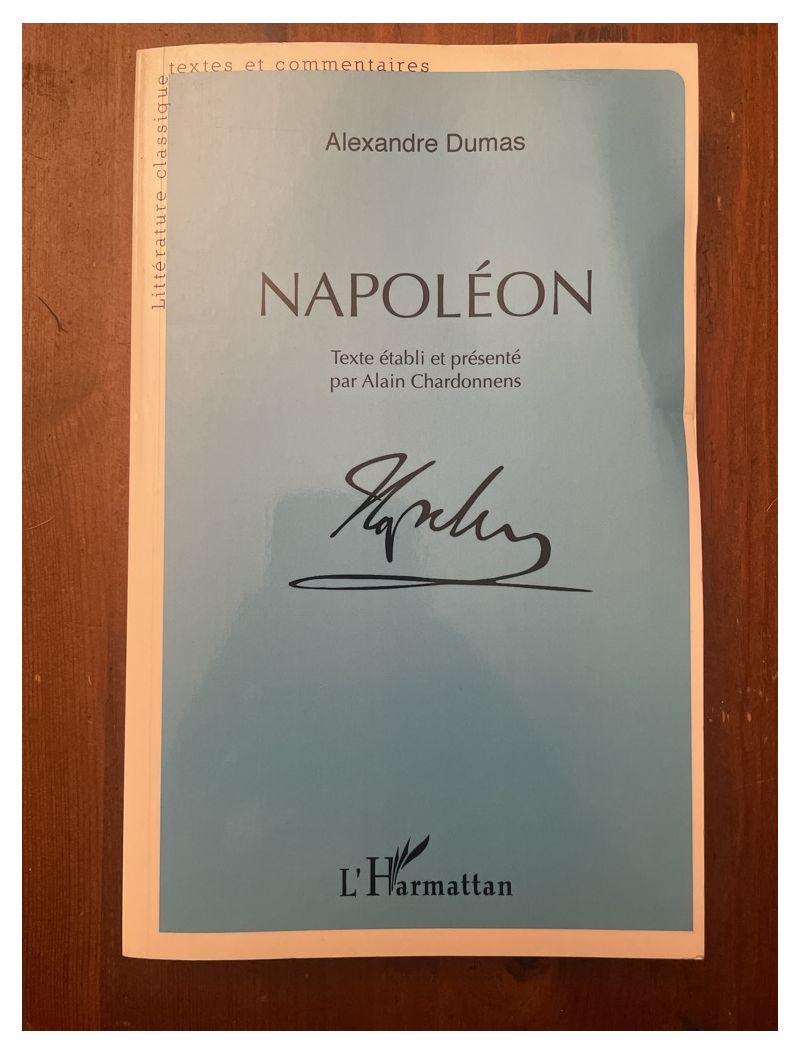 textes et commentaires
Littérature classique
Alexandre Dumas
NAPOLÉON
Texte établi et présenté
par Alain Chardonnens
L'Harmattan